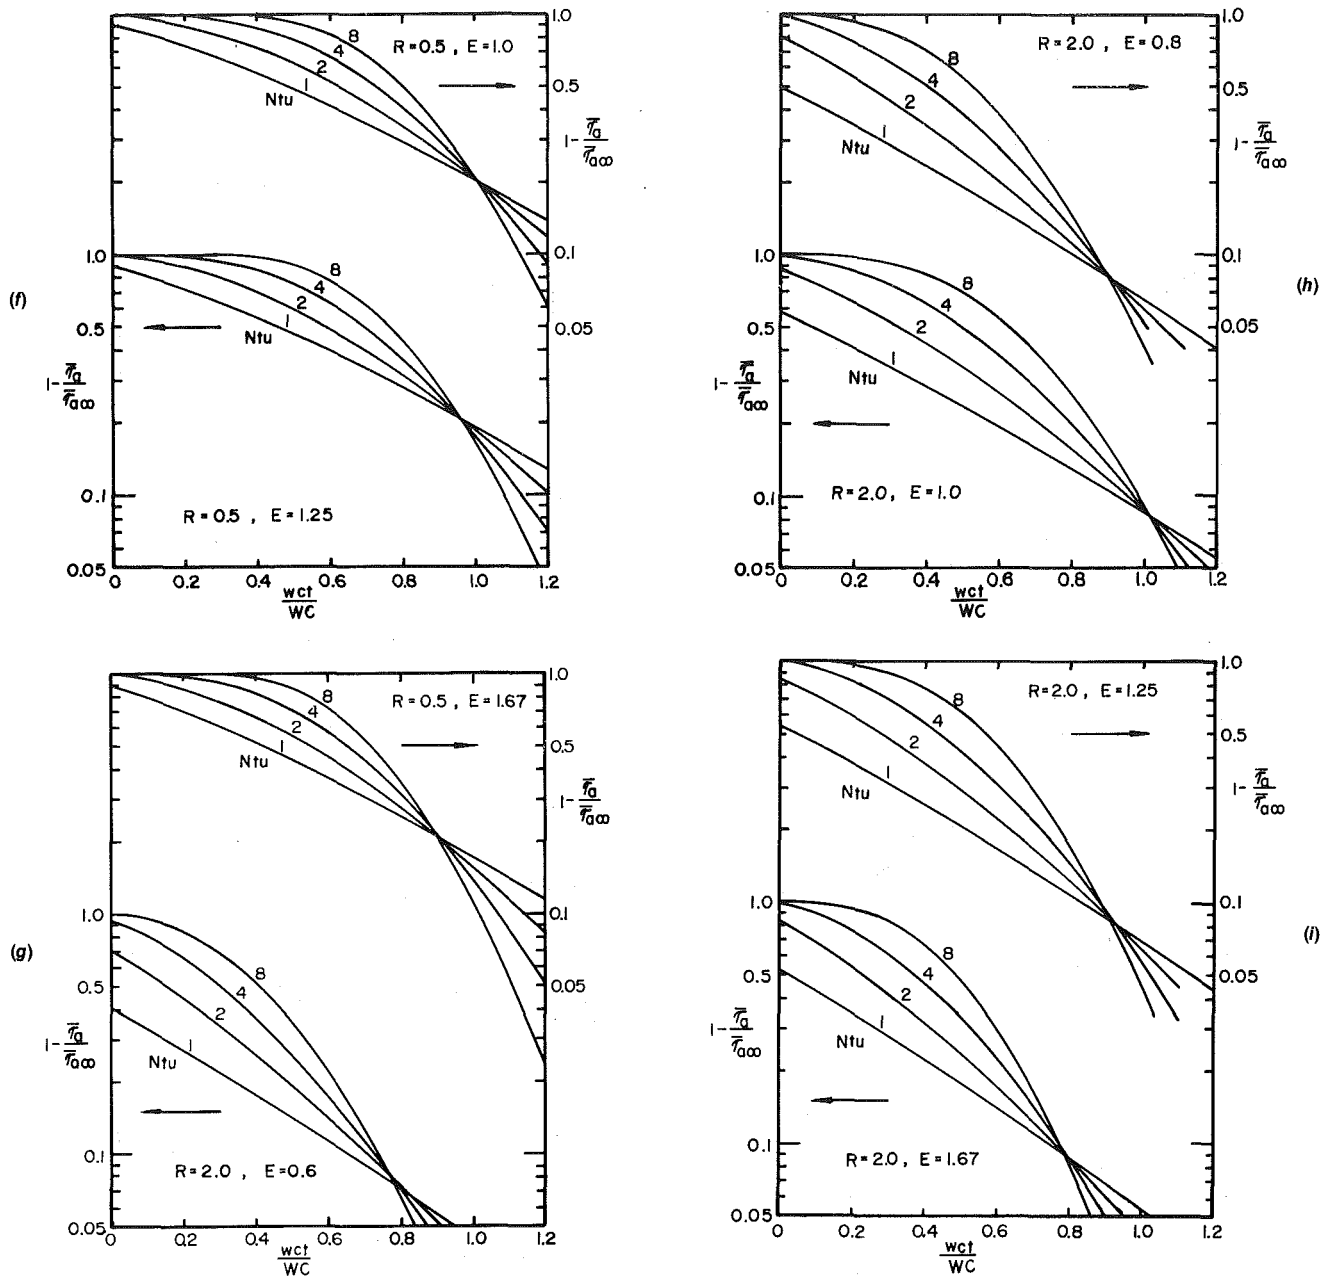 (f)
8
4
2
1
Ntu
R=0.5 , E=1.0
1.0
0.5
1-τ̄a/τ̄a∞
0.1
0.05
1.0
0.5
1-τ̄a/τ̄a∞
0.1
0.05
8
4
2
1
Ntu
R=0.5 , E=1.25
0 0.2 0.4 0.6 0.8 1.0 1.2
wct/WC
(h)
8
4
2
1
Ntu
R=2.0 , E=0.8
1.0
0.5
1-τ̄a/τ̄a∞
0.1
0.05
1.0
0.5
1-τ̄a/τ̄a∞
0.1
0.05
8
4
2
1
Ntu
R=2.0 , E=1.0
0 0.2 0.4 0.6 0.8 1.0 1.2
wct/WC
(g)
8
4
2
1
Ntu
R=0.5 , E=1.67
1.0
0.5
1-τ̄a/τ̄a∞
0.1
0.05
1.0
0.5
1-τ̄a/τ̄a∞
0.1
0.05
8
4
2
1
Ntu
R=2.0 , E=0.6
0 0.2 0.4 0.6 0.8 1.0 1.2
wct/WC
(i)
8
4
2
1
Ntu
R=2.0, E=1.25
1.0
0.5
1-τ̄a/τ̄a∞
0.1
0.05
1.0
0.5
1-τ̄a/τ̄a∞
0.1
0.05
8
4
2
1
Ntu
R=2.0, E=1.67
0 0.2 0.4 0.6 0.8 1.0 1.2
wct/WC